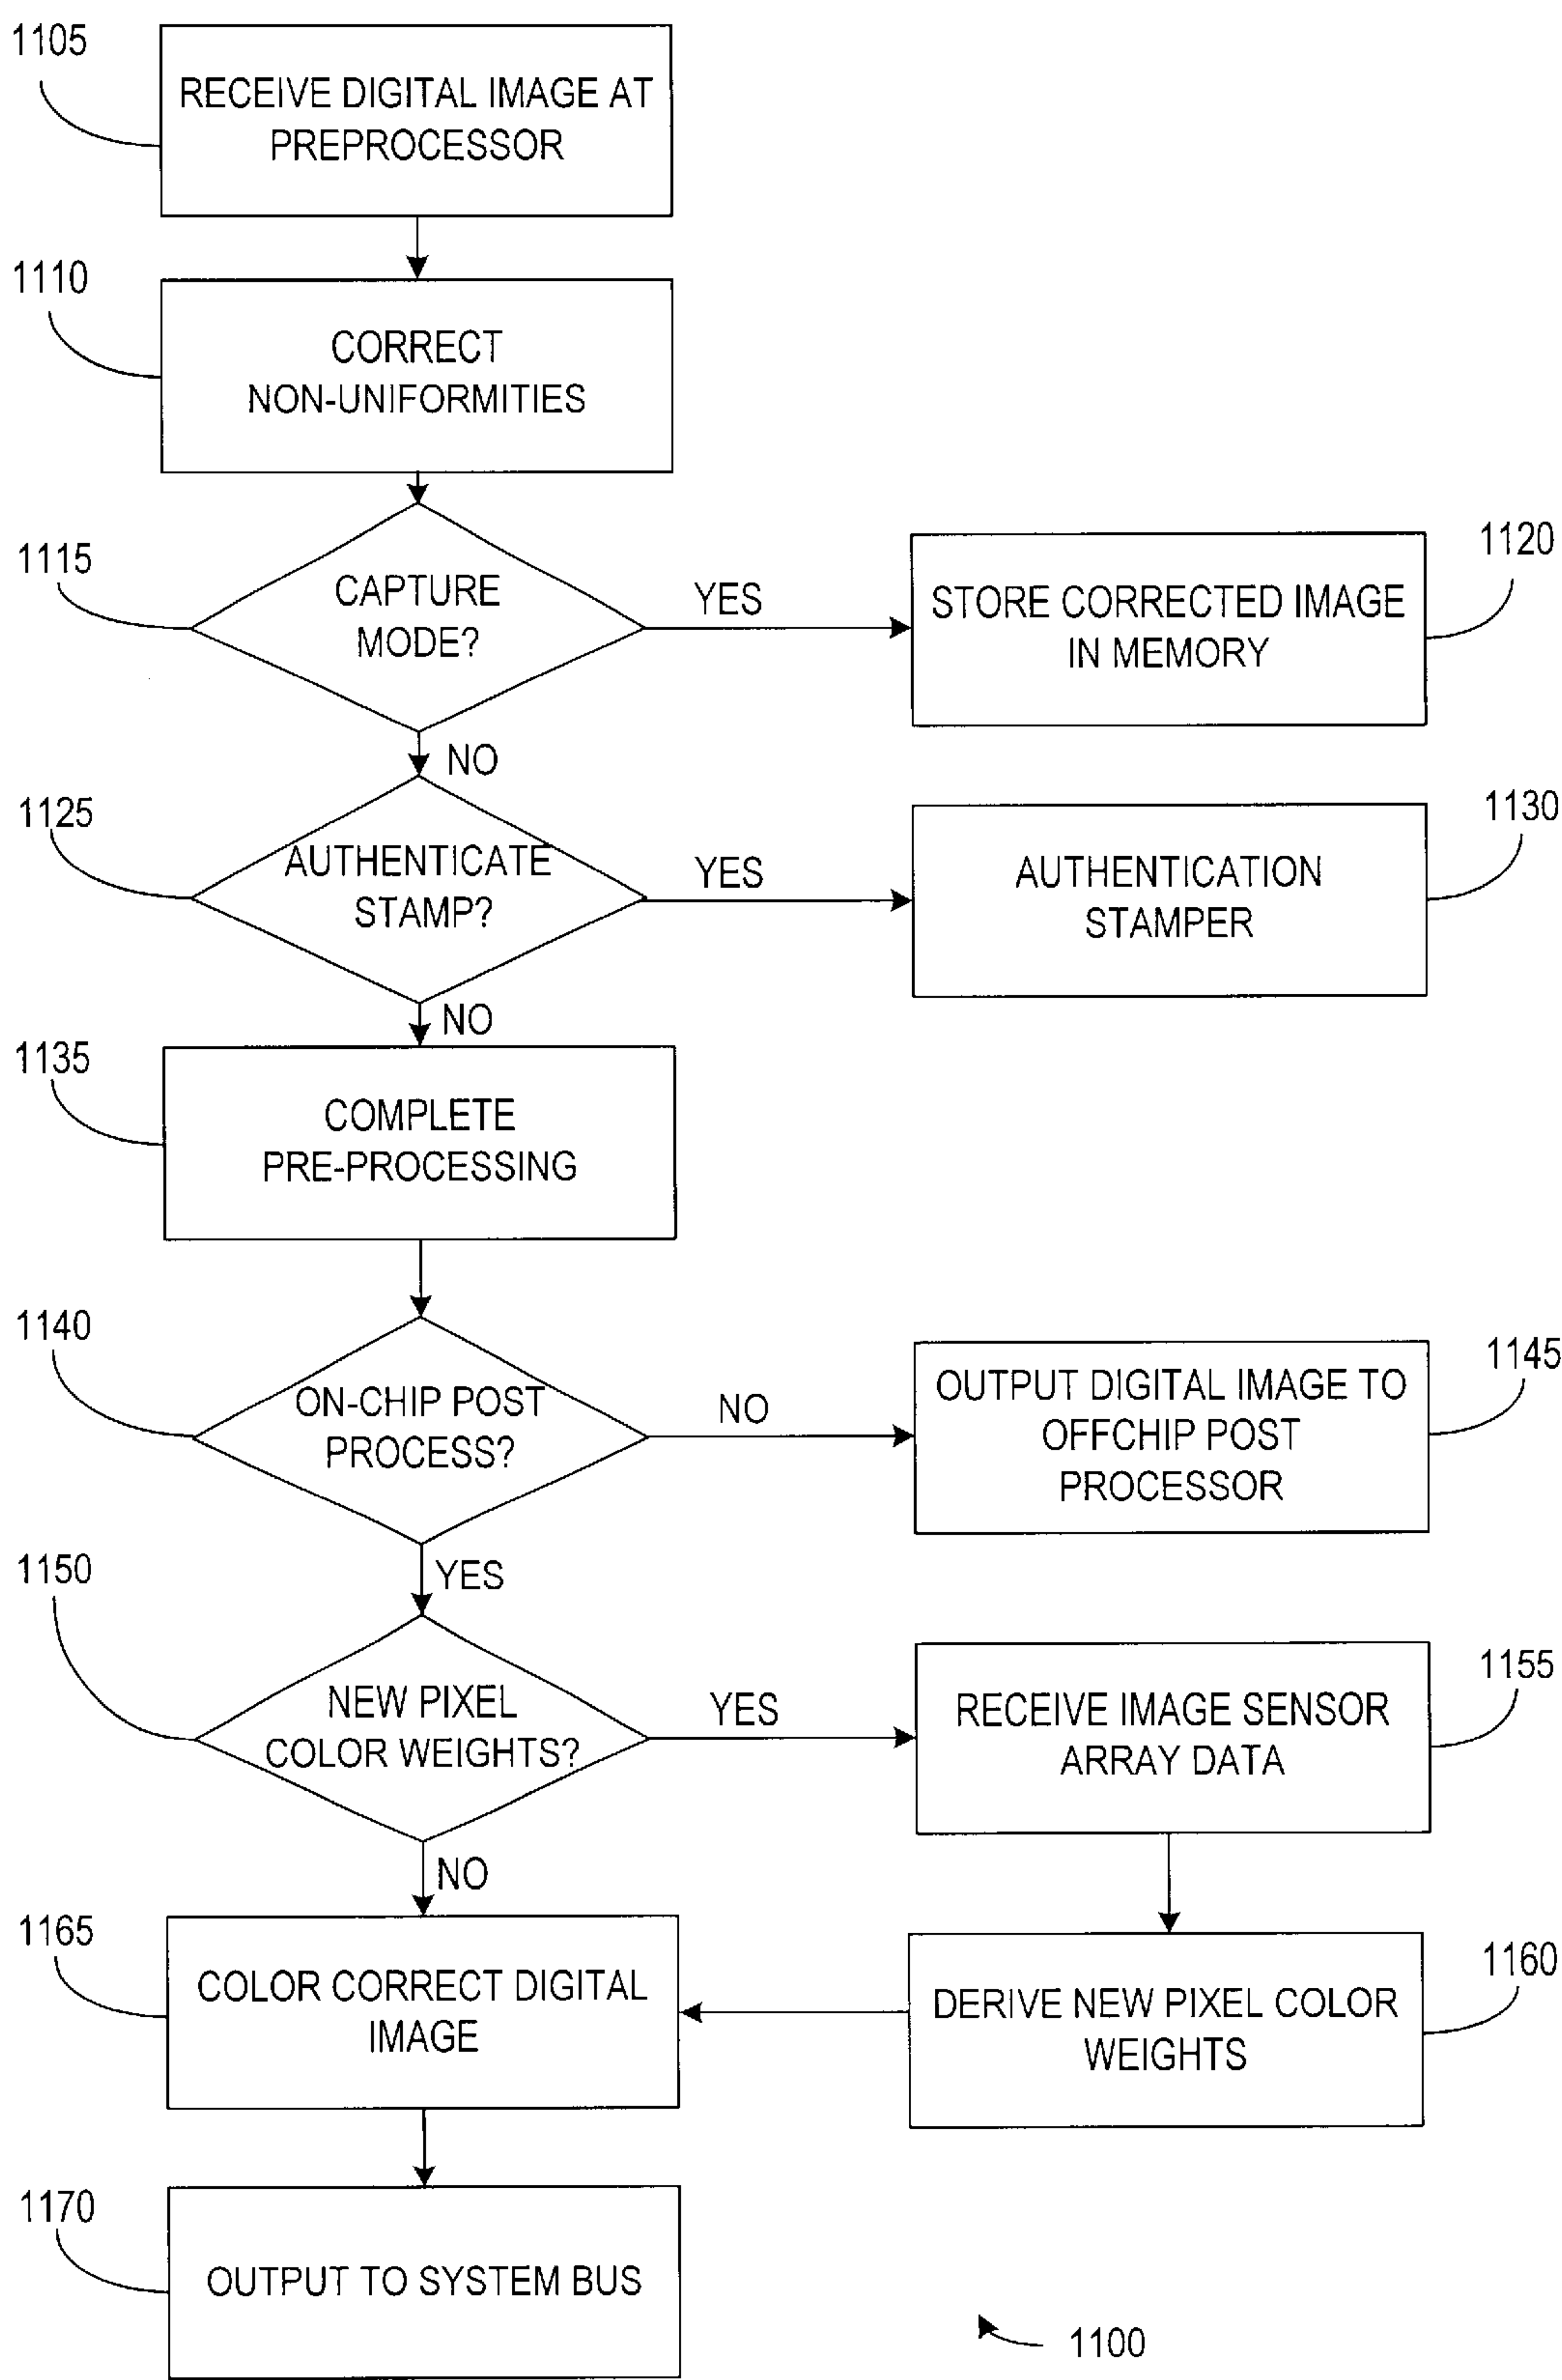 1105
RECEIVE DIGITAL IMAGE AT
PREPROCESSOR
1110
CORRECT
NON-UNIFORMITIES
1115
CAPTURE
MODE?
YES
1120
STORE CORRECTED IMAGE
IN MEMORY
NO
1125
AUTHENTICATE
STAMP?
YES
1130
AUTHENTICATION
STAMPER
NO
1135
COMPLETE
PRE-PROCESSING
1140
ON-CHIP POST
PROCESS?
NO
1145
OUTPUT DIGITAL IMAGE TO
OFFCHIP POST
PROCESSOR
YES
1150
NEW PIXEL
COLOR WEIGHTS?
YES
1155
RECEIVE IMAGE SENSOR
ARRAY DATA
NO
1165
COLOR CORRECT DIGITAL
IMAGE
1160
DERIVE NEW PIXEL COLOR
WEIGHTS
1170
OUTPUT TO SYSTEM BUS
1100